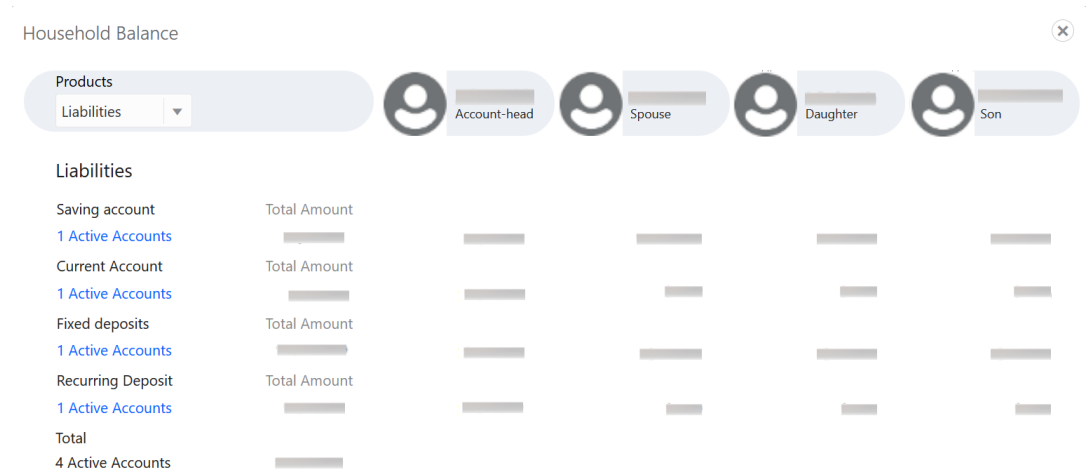 Household Balance
Products
Liabilities
Account-head
Spouse
Daughter
Son
Liabilities
Saving account Total Amount
1 Active Accounts
Current Account Total Amount
1 Active Accounts
Fixed deposits Total Amount
1 Active Accounts
Recurring Deposit Total Amount
1 Active Accounts
Total
4 Active Accounts